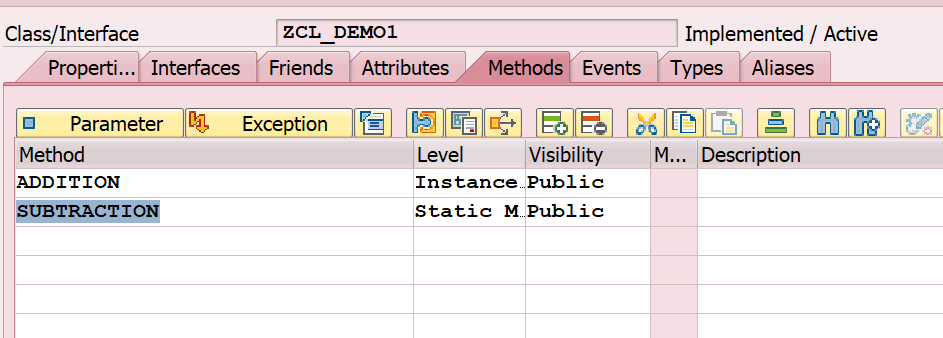 Class/Interface ZCL_DEMO1 Implemented / Active
Properti... Interfaces Friends Attributes Methods Events Types Aliases
Parameter Exception
Method Level Visibility M... Description
ADDITION Instance… Public
SUBTRACTION Static M… Public